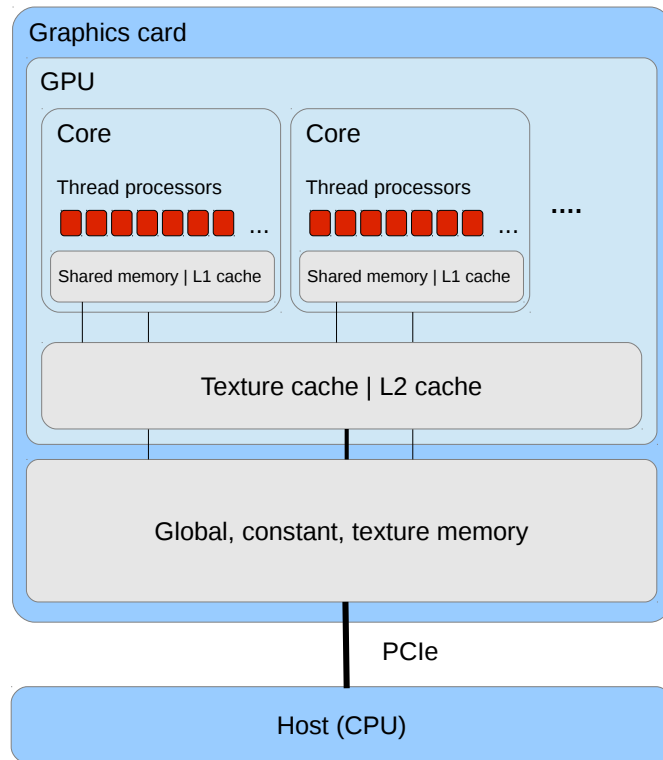 Graphics card
GPU
Core
Core
Thread processors
Thread processors
...
...
....
Shared memory | L1 cache
Shared memory | L1 cache
Texture cache | L2 cache
Global, constant, texture memory
PCIe
Host (CPU)